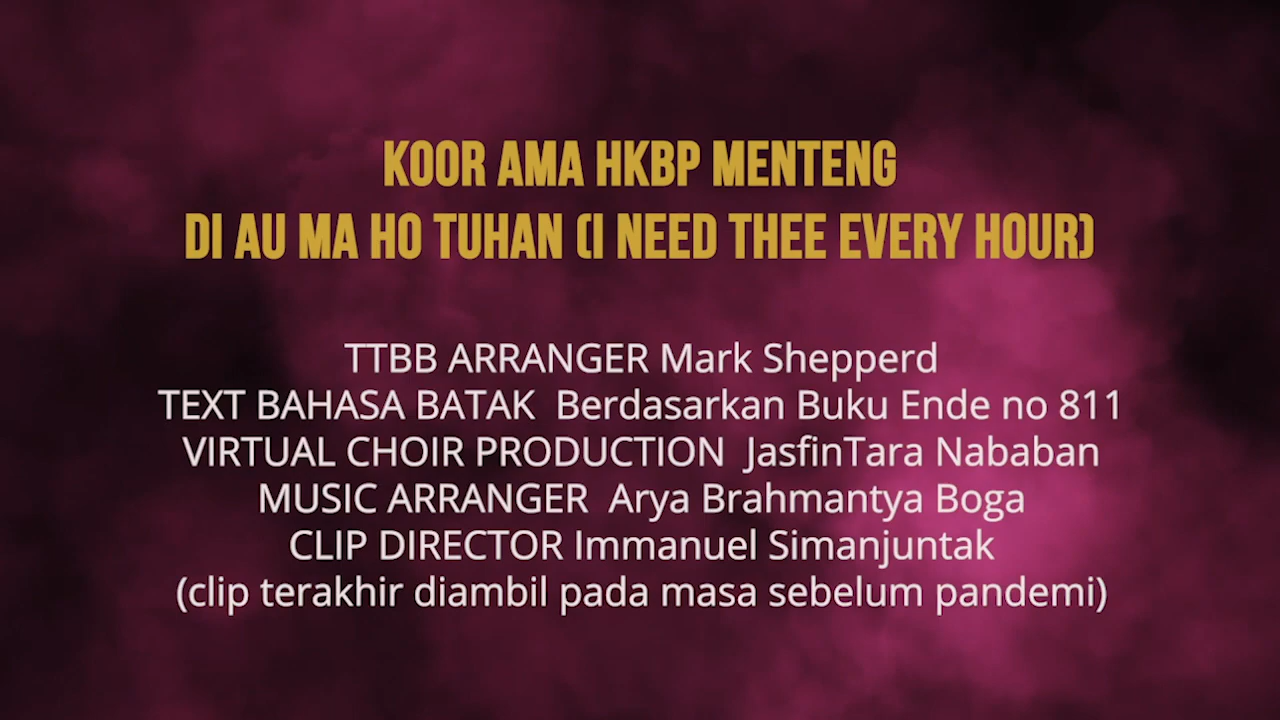 KOOR AMA HKBP MENTENG
DI AU MA HO TUHAN (I NEED THEE EVERY HOUR)
TTBB ARRANGER Mark Shepperd
TEXT BAHASA BATAK  Berdasarkan Buku Ende no 811
VIRTUAL CHOIR PRODUCTION  JasfinTara Nababan
MUSIC ARRANGER  Arya Brahmantya Boga
CLIP DIRECTOR Immanuel Simanjuntak
(clip terakhir diambil pada masa sebelum pandemi)